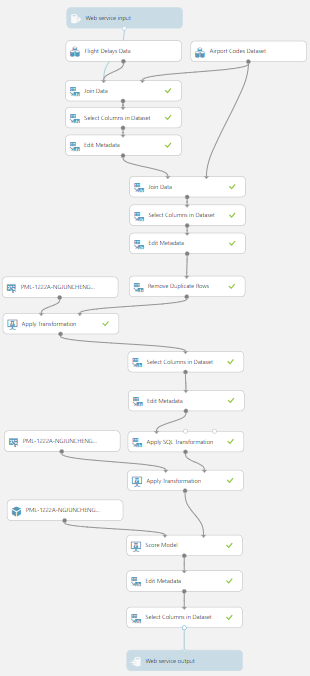 Web service input
Flight Delays Data
Airport Codes Dataset
Join Data
Select Columns in Dataset
Edit Metadata
Join Data
Select Columns in Dataset
Edit Metadata
PML-1222A-NGJUNCHENG...
Remove Duplicate Rows
Apply Transformation
Select Columns in Dataset
Edit Metadata
PML-1222A-NGJUNCHENG...
Apply SQL Transformation
Apply Transformation
PML-1222A-NGJUNCHENG...
Score Model
Edit Metadata
Select Columns in Dataset
Web service output